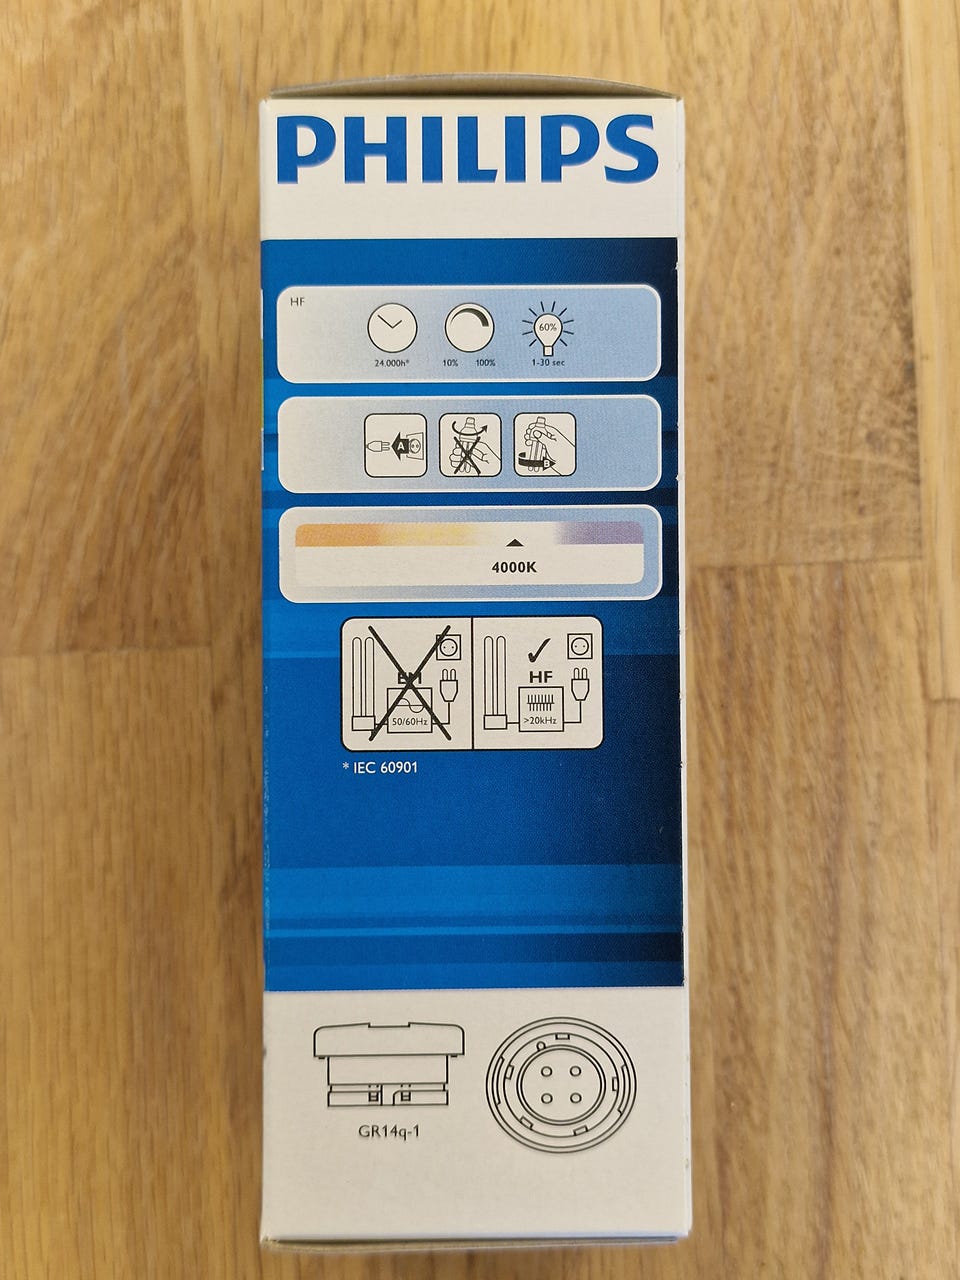 PHILIPS
HF
60%
24.000h*
10% 100%
1-30 sec
A
B
4000K
EM
HF
50/60Hz
>20kHz
* IEC 60901
GR14q-1